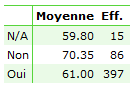 Moyenne Eff.
N/A 59.80 15
Non 70.35 86
Oui 61.00 397